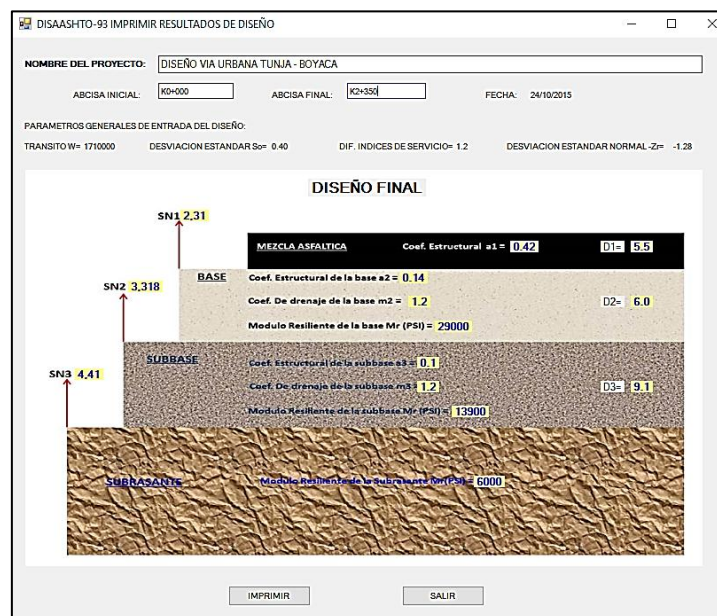 DISAASHTO-93 IMPRIMIR RESULTADOS DE DISEÑO
NOMBRE DEL PROYECTO: DISEÑO VIA URBANA TUNJA - BOYACA
ABCISA INICIAL: K0+000 ABCISA FINAL: K2+350 FECHA: 24/10/2015
PARAMETROS GENERALES DE ENTRADA DEL DISEÑO:
TRANSITO W= 1710000 DESVIACION ESTANDAR So= 0.40 DIF. INDICES DE SERVICIO= 1.2 DESVIACION ESTANDAR NORMAL -Zr= -1.28
DISEÑO FINAL
SN1 2,31
MEZCLA ASFALTICA Coef. Estructural a1 = 0.42 D1= 5.5
BASE Coef. Estructural de la base a2 = 0.14
SN2 3,318
Coef. De drenaje de la base m2 = 1.2 D2= 6.0
Modulo Resiliente de la base Mr (PSI) = 29000
SUBBASE Coef. Estructural de la subbase a3 = 0.1
SN3 4,41
Coef. De drenaje de la subbase m3 = 1.2 D3= 9.1
Modulo Resiliente de la subbase Mr (PSI) = 13900
SUBRASANTE Modulo Resiliente de la Subrasante Mr(PSI) = 6000
IMPRIMIR SALIR